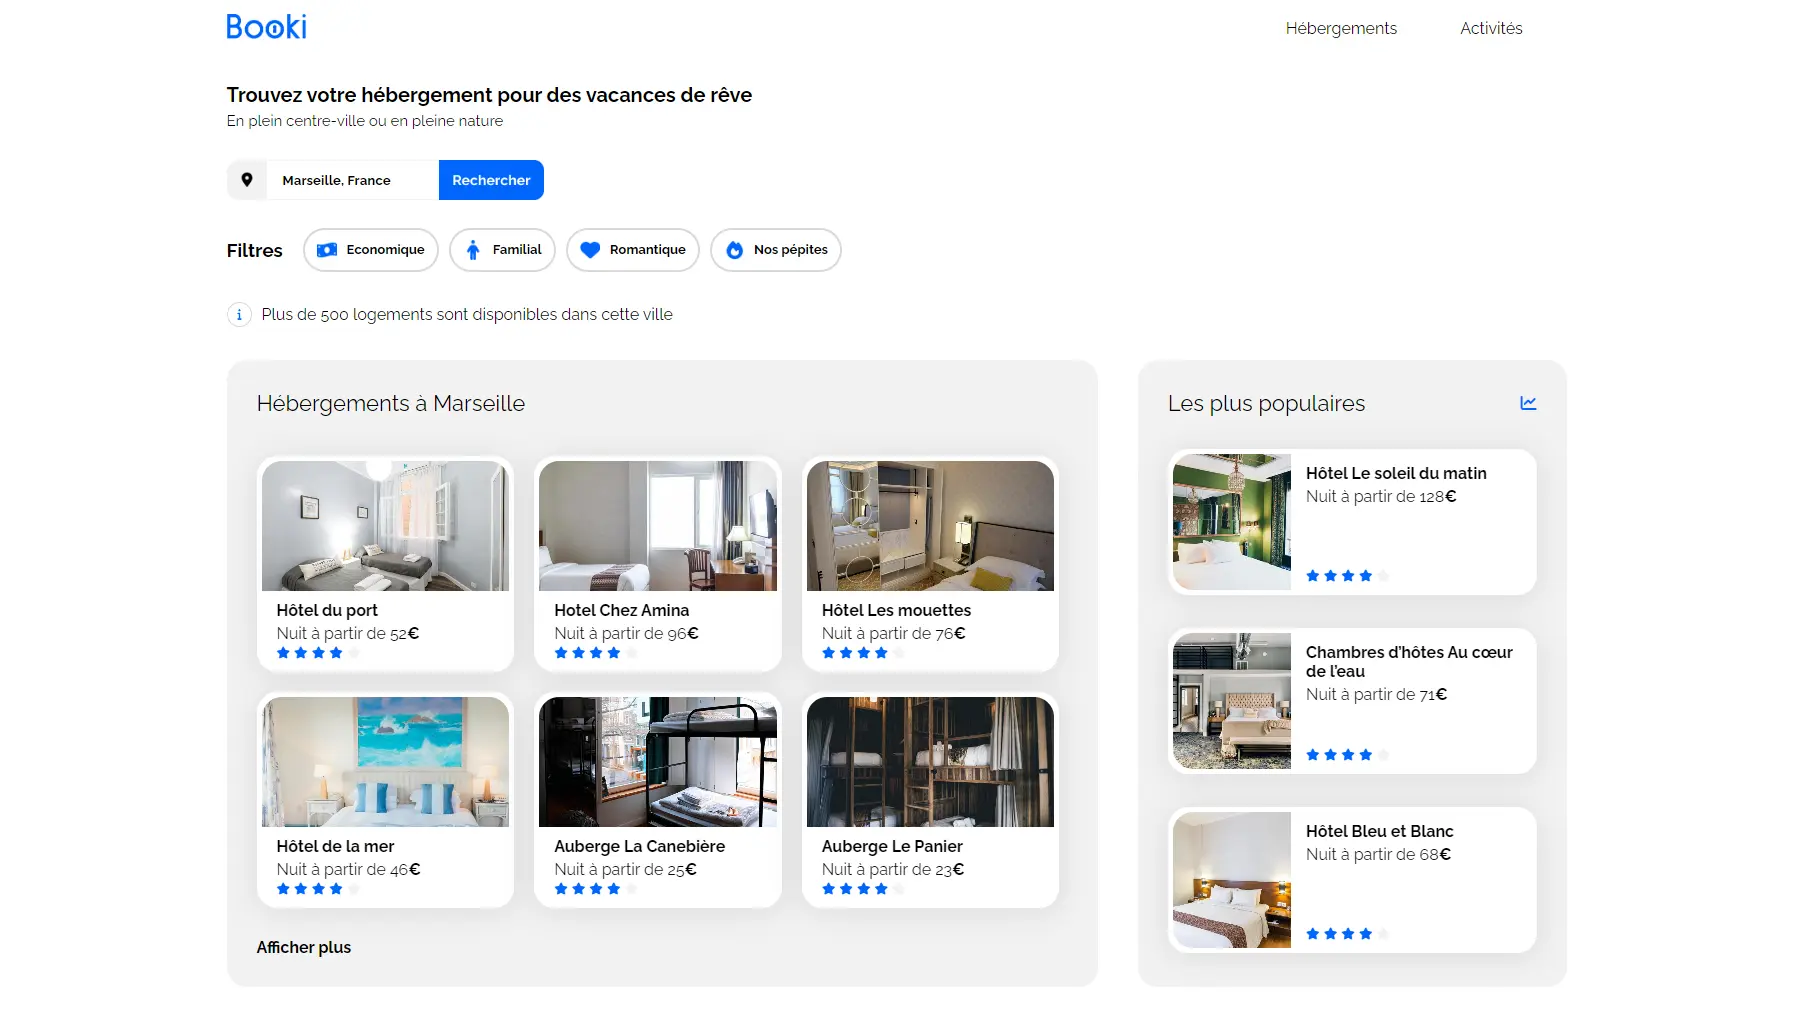 Booki
Hébergements
Activités
Trouvez votre hébergement pour des vacances de rêve
En plein centre-ville ou en pleine nature
Marseille, France
Rechercher
Filtres
Economique
Familial
Romantique
Nos pépites
Plus de 500 logements sont disponibles dans cette ville
Hébergements à Marseille
Hôtel du port
Nuit à partir de 52€
Hotel Chez Amina
Nuit à partir de 96€
Hôtel Les mouettes
Nuit à partir de 76€
Hôtel de la mer
Nuit à partir de 46€
Auberge La Canebière
Nuit à partir de 25€
Auberge Le Panier
Nuit à partir de 23€
Afficher plus
Les plus populaires
Hôtel Le soleil du matin
Nuit à partir de 128€
Chambres d'hôtes Au cœur
de l'eau
Nuit à partir de 71€
Hôtel Bleu et Blanc
Nuit à partir de 68€